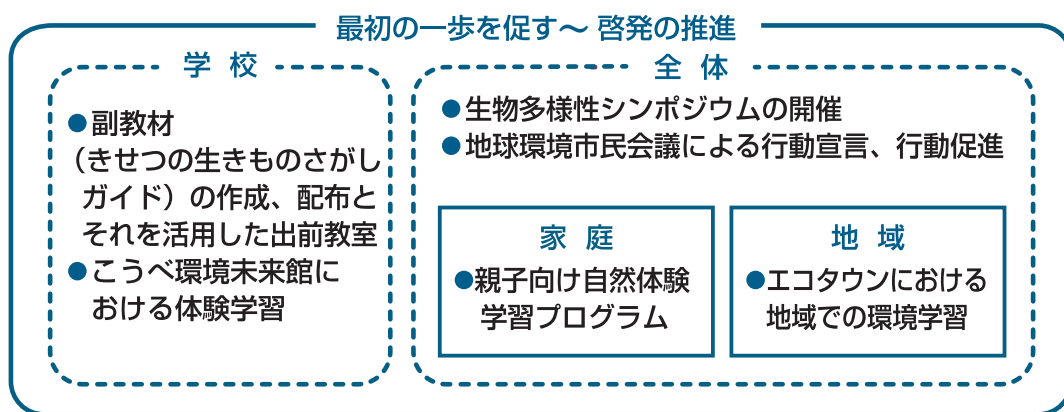 最初の一歩を促す～ 啓発の推進
学 校
●副教材
（きせつの生きものさがし
ガイド）の作成、配布と
それを活用した出前教室
●こうべ環境未来館に
おける体験学習
全 体
●生物多様性シンポジウムの開催
●地球環境市民会議による行動宣言、行動促進
家 庭
●親子向け自然体験
学習プログラム
地 域
●エコタウンにおける
地域での環境学習